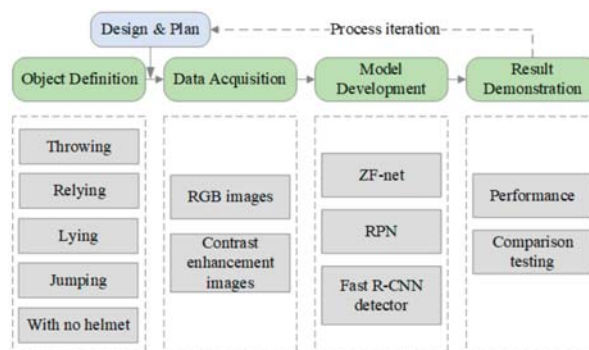 Design & Plan
Process iteration
Object Definition
Data Acquisition
Model
Development
Result
Demonstration
Throwing
Relying
Lying
Jumping
With no helmet
RGB images
Contrast
enhancement
images
ZF-net
RPN
Fast R-CNN
detector
Performance
Comparison
testing